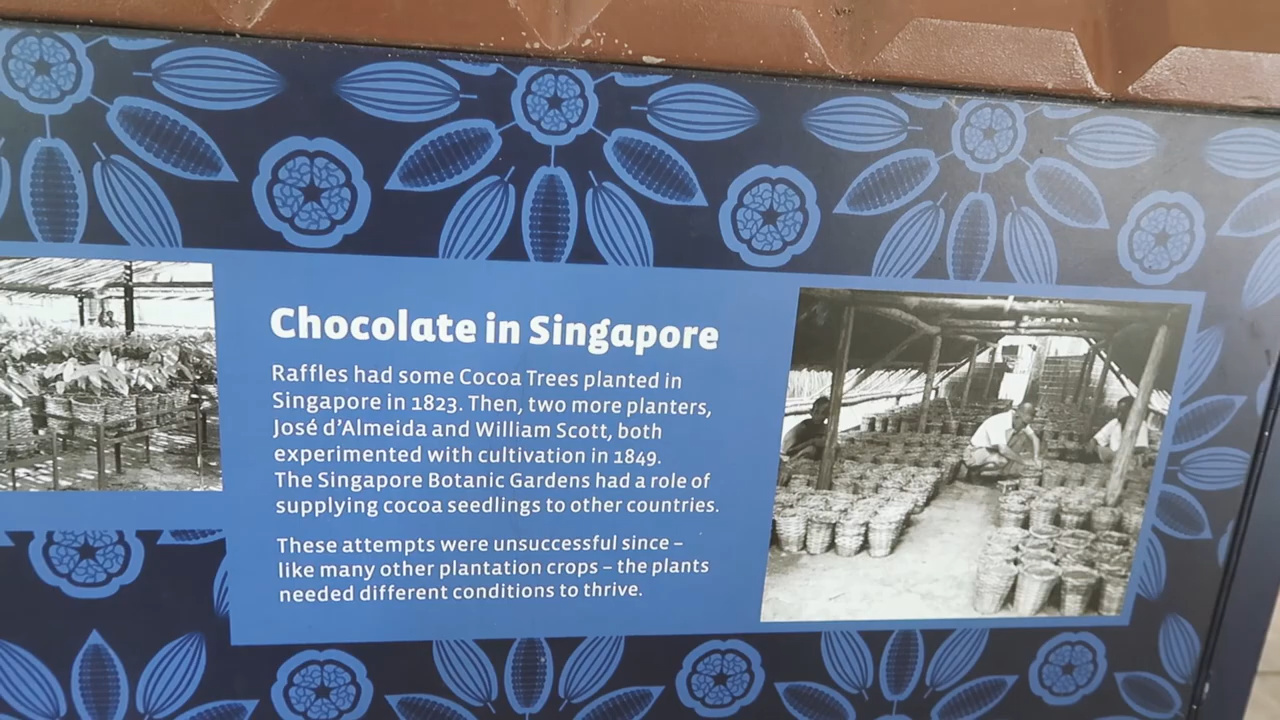 Chocolate in Singapore
Raffles had some Cocoa Trees planted in
Singapore in 1823. Then, two more planters,
José d'Almeida and William Scott, both
experimented with cultivation in 1849.
The Singapore Botanic Gardens had a role of
supplying cocoa seedlings to other countries.
These attempts were unsuccessful since –
like many other plantation crops – the plants
needed different conditions to thrive.